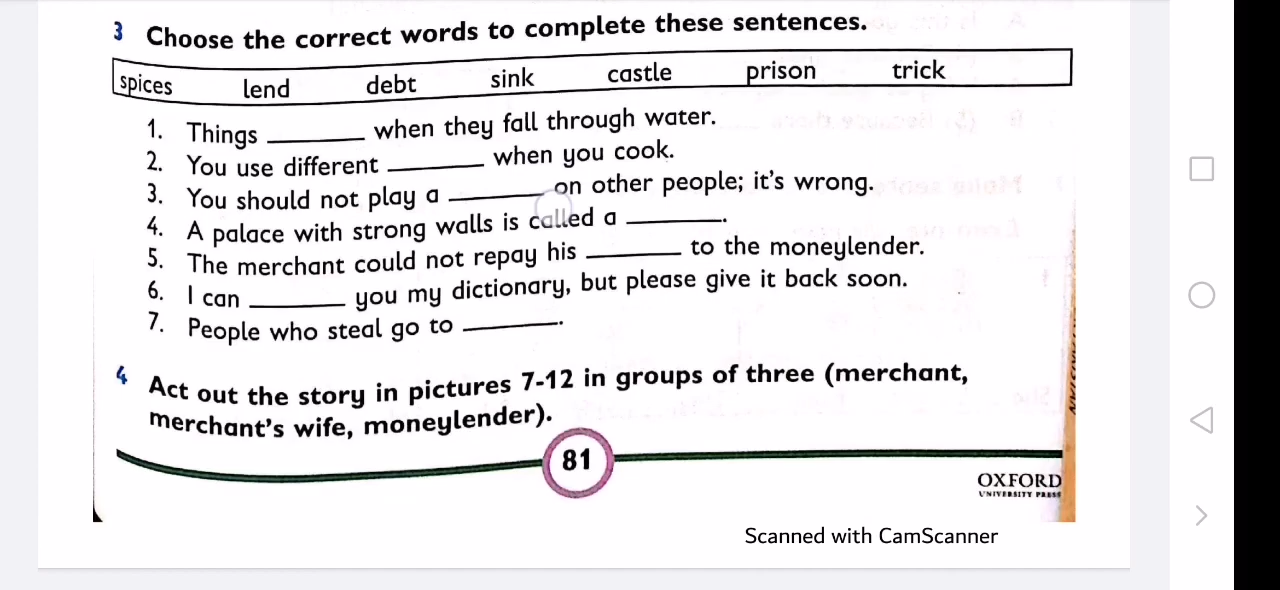 3 Choose the correct words to complete these sentences.
spices lend debt sink castle prison trick
1. Things ________ when they fall through water.
2. You use different ________ when you cook.
3. You should not play a ________ on other people; it's wrong.
4. A palace with strong walls is called a ________.
5. The merchant could not repay his ________ to the moneylender.
6. I can ________ you my dictionary, but please give it back soon.
7. People who steal go to ________.
4 Act out the story in pictures 7-12 in groups of three (merchant,
merchant's wife, moneylender).
81
OXFORD
UNIVERSITY PRESS
Scanned with CamScanner